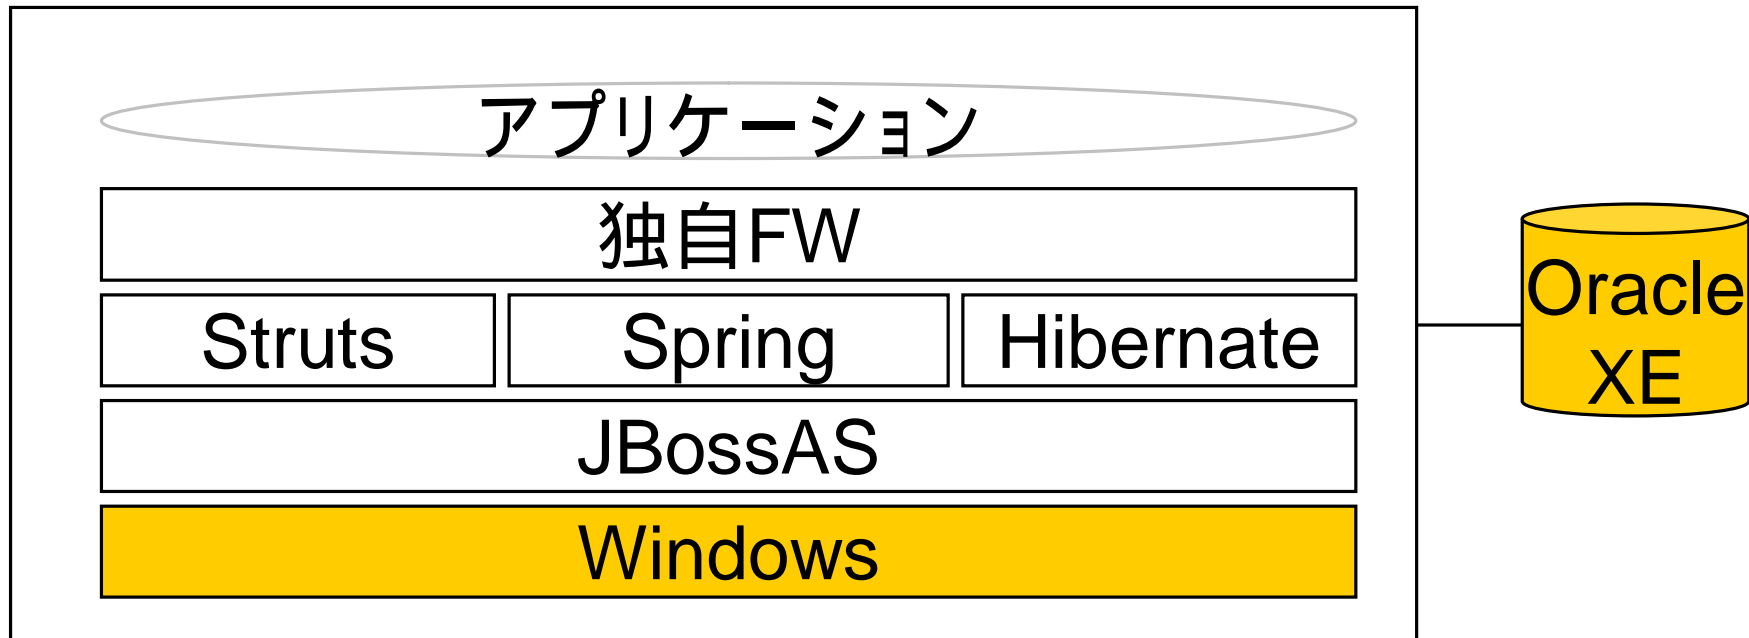 アプリケーション
独自FW
Struts
Spring
Hibernate
JBossAS
Windows
Oracle
XE